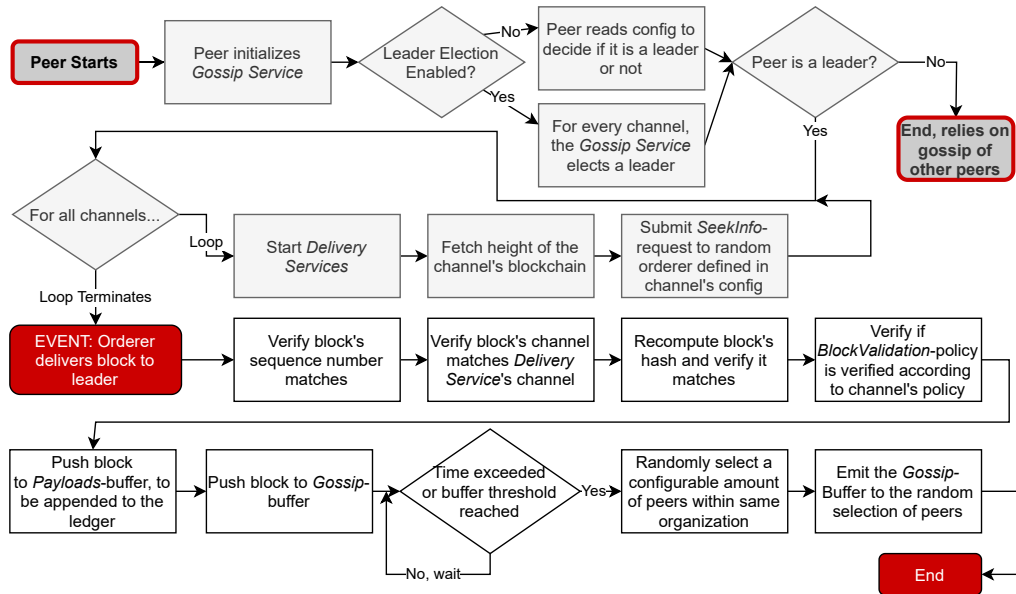 Peer Starts
Peer initializes
Gossip Service
Leader Election
Enabled?
No
Yes
Peer reads config to
decide if it is a leader
or not
For every channel,
the Gossip Service
elects a leader
Peer is a leader?
No
Yes
End, relies on
gossip of
other peers
For all channels...
Loop
Loop Terminates
Start Delivery
Services
Fetch height of the
channel's blockchain
Submit SeekInfo-
request to random
orderer defined in
channel's config
EVENT: Orderer
delivers block to
leader
Verify block's
sequence number
matches
Verify block's channel
matches Delivery
Service's channel
Recompute block's
hash and verify it
matches
Verify if
BlockValidation-policy
is verified according
to channel's policy
Push block
to Payloads-buffer, to
be appended to the
ledger
Push block to Gossip-
buffer
Time exceeded
or buffer threshold
reached
Yes
No, wait
Randomly select a
configurable amount
of peers within same
organization
Emit the Gossip-
Buffer to the random
selection of peers
End